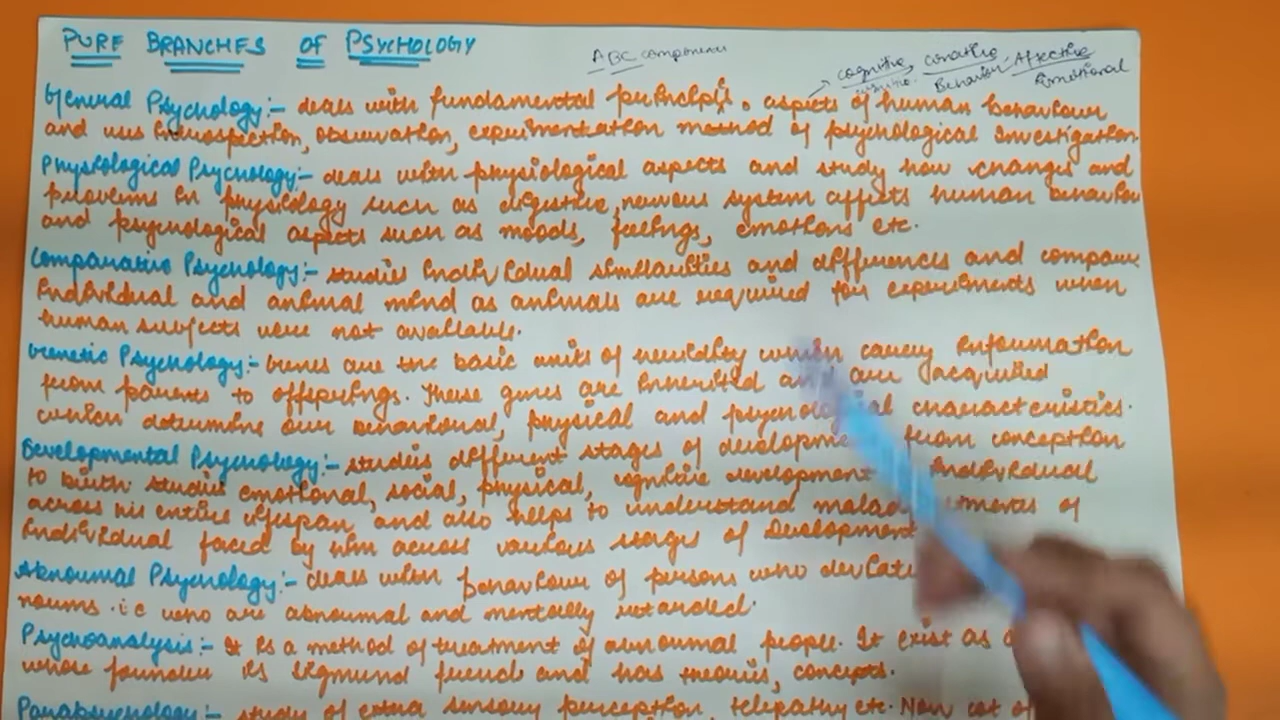 PURE BRANCHES OF PSYCHOLOGY
ABC components
cognitive, conative, Affective
Behavior Emotional
General Psychology:- deals with fundamental principls. aspects of human behaviour
and uses introspection, observation, experimentation method of psychological Investigation.
Physiological Psychology:- deals with physiological aspects and study how changes and
problems in physiology such as digestive, nervous system affects human behaviour
and psychological aspects such as moods, feelings, emotions etc.
Comparative Psychology:- studies individual similarities and differences and compare
individual and animal mind as animals are required for experiments when
human subjects were not available.
Genetic Psychology:- Genes are the basic units of heredity which carry information
from parents to offsprings. These genes are inherited and are acquired
which determine our behavioural, physical and psychological characteristics.
Developmental Psychology:- studies different stages of developme from conception
to birth. studies emotional, social, physical, cognitive development individual
across his entire lifespan, and also helps to understand malad tments of
individual faced by him across various stages of Development
Abnormal Psychology:- deals with behaviour of persons who deviate
norms. i.e who are abnormal and mentally retarded.
Psychoanalysis:- It is a method of treatment of abnormal people. It exist as a
whose founder is Sigmund freud and has theories, concepts.
Parapsychology:- study of extra sensory perception, telepathy etc. Now